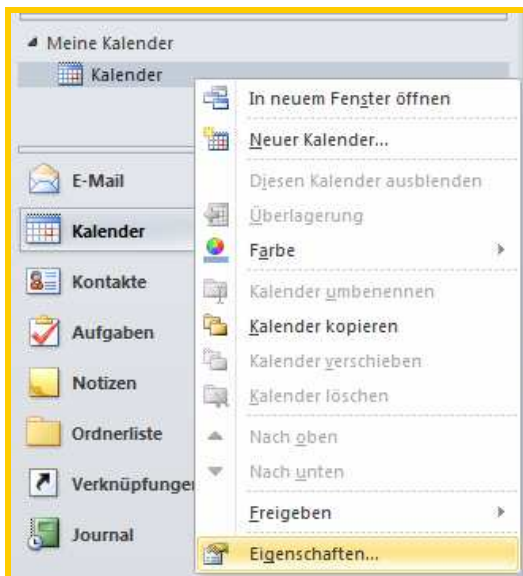 Meine Kalender
Kalender
In neuem Fenster öffnen
Neuer Kalender...
Diesen Kalender ausblenden
Überlagerung
Farbe
Kalender umbenennen
Kalender kopieren
Kalender verschieben
Kalender löschen
Nach oben
Nach unten
Freigeben
Eigenschaften...
E-Mail
Kalender
Kontakte
Aufgaben
Notizen
Ordnerliste
Verknüpfunge
Journal